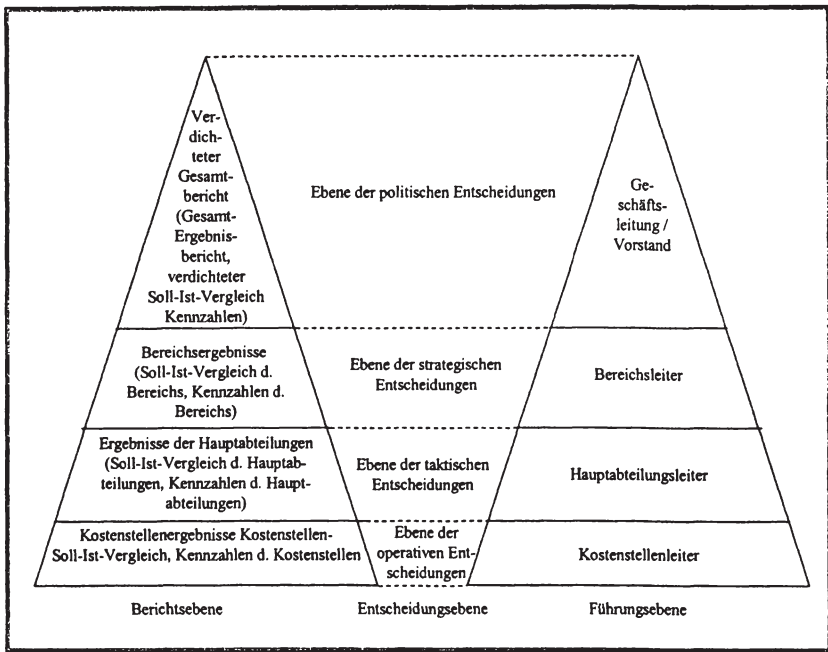 Ver-
dich-
teter
Gesamt-
bericht
(Gesamt-
Ergebnis-
bericht,
verdichteter
Soll-Ist-Vergleich
Kennzahlen)
Ebene der politischen Entscheidungen
Ge-
schäfts-
leitung /
Vorstand
Bereichsergebnisse
(Soll-Ist-Vergleich d.
Bereichs, Kennzahlen d.
Bereichs)
Ebene der strategischen
Entscheidungen
Bereichsleiter
Ergebnisse der Hauptabteilungen
(Soll-Ist-Vergleich d. Hauptab-
teilungen, Kennzahlen d. Haupt-
abteilungen)
Ebene der taktischen
Entscheidungen
Hauptabteilungsleiter
Kostenstellenergebnisse Kostenstellen-
Soll-Ist-Vergleich, Kennzahlen d. Kostenstellen
Ebene der
operativen Ent-
scheidungen
Kostenstellenleiter
Berichtsebene
Entscheidungsebene
Führungsebene